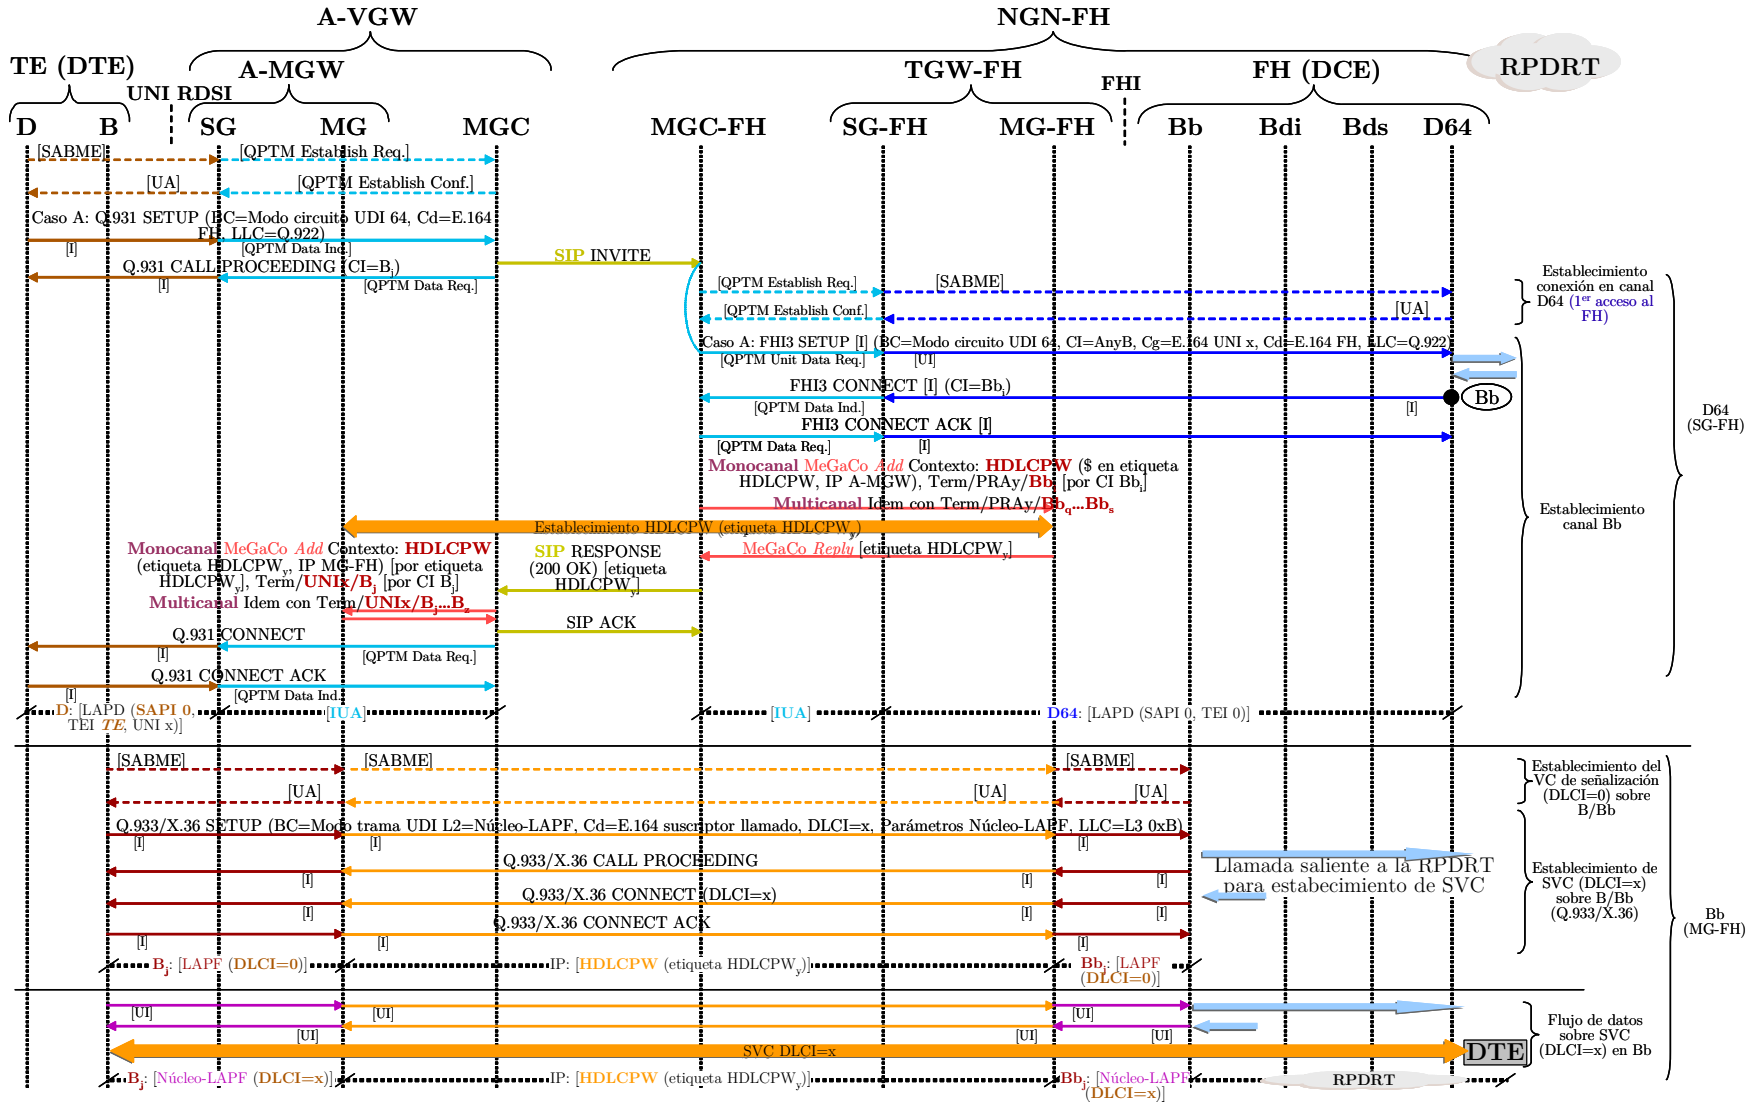 A-VGW
NGN-FH
TE (DTE)
A-MGW
TGW-FH
FH (DCE)
RPDRT
UNI RDSI
FHI
D
B
SG
MG
MGC
MGC-FH
SG-FH
MG-FH
Bb
Bdi
Bds
D64
[SABME]
[QPTM Establish Req.]
[UA]
[QPTM Establish Conf.]
Caso A: Q.931 SETUP (BC=Modo circuito UDI 64, Cd=E.164
FH, LLC=Q.922)
[I]
[QPTM Data Ind.]
SIP INVITE
Q.931 CALL PROCEEDING (CI=Bj)
[I]
[QPTM Data Req.]
[QPTM Establish Req.]
[SABME]
[QPTM Establish Conf.]
[UA]
Establecimiento
conexión en canal
D64 (1er acceso al
FH)
Caso A: FHI3 SETUP [I] (BC=Modo circuito UDI 64, CI=AnyB, Cg=E.164 UNI x, Cd=E.164 FH, LLC=Q.922)
[QPTM Unit Data Req.]
[UI]
FHI3 CONNECT [I] (CI=Bbi)
[QPTM Data Ind.]
[I]
Bb
FHI3 CONNECT ACK [I]
[QPTM Data Req.]
[I]
D64
(SG-FH)
Monocanal MeGaCo Add Contexto: HDLCPW ($ en etiqueta
HDLCPW, IP A-MGW), Term/PRAy/Bbi [por CI Bbi]
Multicanal Idem con Term/PRAy/Bbq...Bbs
Establecimiento
canal Bb
Establecimiento HDLCPW (etiqueta HDLCPWy)
MeGaCo Reply [etiqueta HDLCPWy]
Monocanal MeGaCo Add Contexto: HDLCPW
(etiqueta HDLCPWy, IP MG-FH) [por etiqueta
HDLCPWy], Term/UNIx/Bj [por CI Bj]
Multicanal Idem con Term/UNIx/Bj...Bz
SIP RESPONSE
(200 OK) [etiqueta
HDLCPWy]
SIP ACK
Q.931 CONNECT
[I]
[QPTM Data Req.]
Q.931 CONNECT ACK
[I]
[QPTM Data Ind.
D: [LAPD (SAPI 0,
TEI TE, UNI x)]
[IUA]
[IUA]
D64: [LAPD (SAPI 0, TEI 0)]
[SABME]
[SABME]
[SABME]
[UA]
[UA]
[UA]
Establecimiento del
VC de señalización
(DLCI=0) sobre
B/Bb
Q.933/X.36 SETUP (BC=Modo trama UDI L2=Núcleo-LAPF, Cd=E.164 suscriptor llamado, DLCI=x, Parámetros Núcleo-LAPF, LLC=L3 0xB)
[I]
[I]
[I]
Q.933/X.36 CALL PROCEEDING
[I]
[I]
[I]
Llamada saliente a la RPDRT
para estabecimiento de SVC
Q.933/X.36 CONNECT (DLCI=x)
[I]
[I]
[I]
Establecimiento de
SVC (DLCI=x)
sobre B/Bb
(Q.933/X.36)
Q.933/X.36 CONNECT ACK
[I]
[I]
[I]
Bb
(MG-FH)
Bj: [LAPF (DLCI=0)]
IP: [HDLCPW (etiqueta HDLCPWy)]
Bbi: [LAPF
(DLCI=0)]
[UI]
[UI]
[UI]
[UI]
[UI]
[UI]
Flujo de datos
sobre SVC
(DLCI=x) en Bb
SVC DLCI=x
DTE
Bj: [Núcleo-LAPF (DLCI=x)]
IP: [HDLCPW (etiqueta HDLCPWy)]
Bbj: [Núcleo-LAPF
(DLCI=x)]
RPDRT